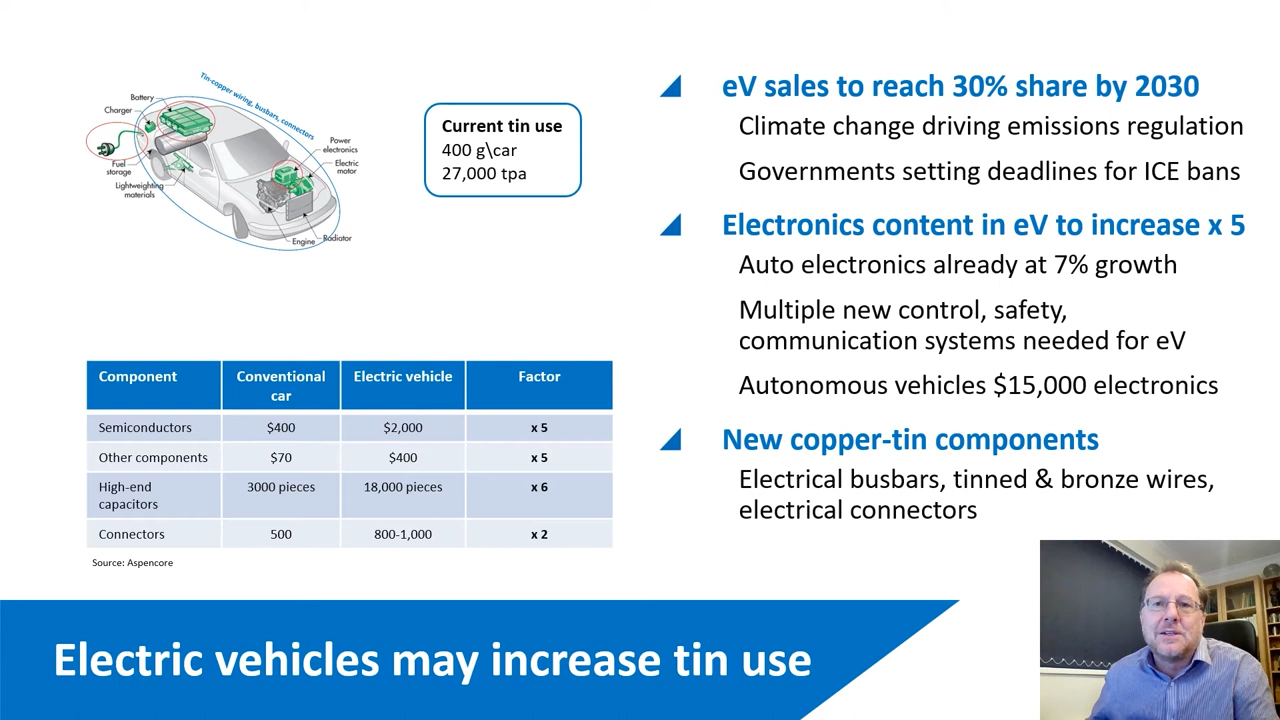 Tin-copper wiring, busbars, connectors
Battery
Charger
Fuel
storage
Lightweighting
materials
Power
electronics
Electric
motor
Engine
Radiator
Current tin use
400 g\car
27,000 tpa
Component
Conventional
car
Electric vehicle
Factor
Semiconductors
$400
$2,000
x 5
Other components
$70
$400
x 5
High-end
capacitors
3000 pieces
18,000 pieces
x 6
Connectors
500
800-1,000
x 2
Source: Aspencore
eV sales to reach 30% share by 2030
Climate change driving emissions regulation
Governments setting deadlines for ICE bans
Electronics content in eV to increase x 5
Auto electronics already at 7% growth
Multiple new control, safety,
communication systems needed for eV
Autonomous vehicles $15,000 electronics
New copper-tin components
Electrical busbars, tinned & bronze wires,
electrical connectors
Electric vehicles may increase tin use